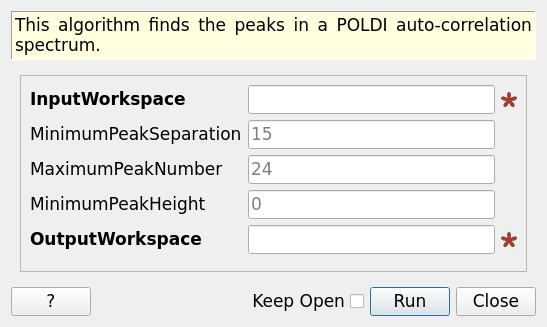 This algorithm finds the peaks in a POLDI auto-correlation
spectrum.
InputWorkspace *
MinimumPeakSeparation 15
MaximumPeakNumber 24
MinimumPeakHeight 0
OutputWorkspace *
? Keep Open Run Close